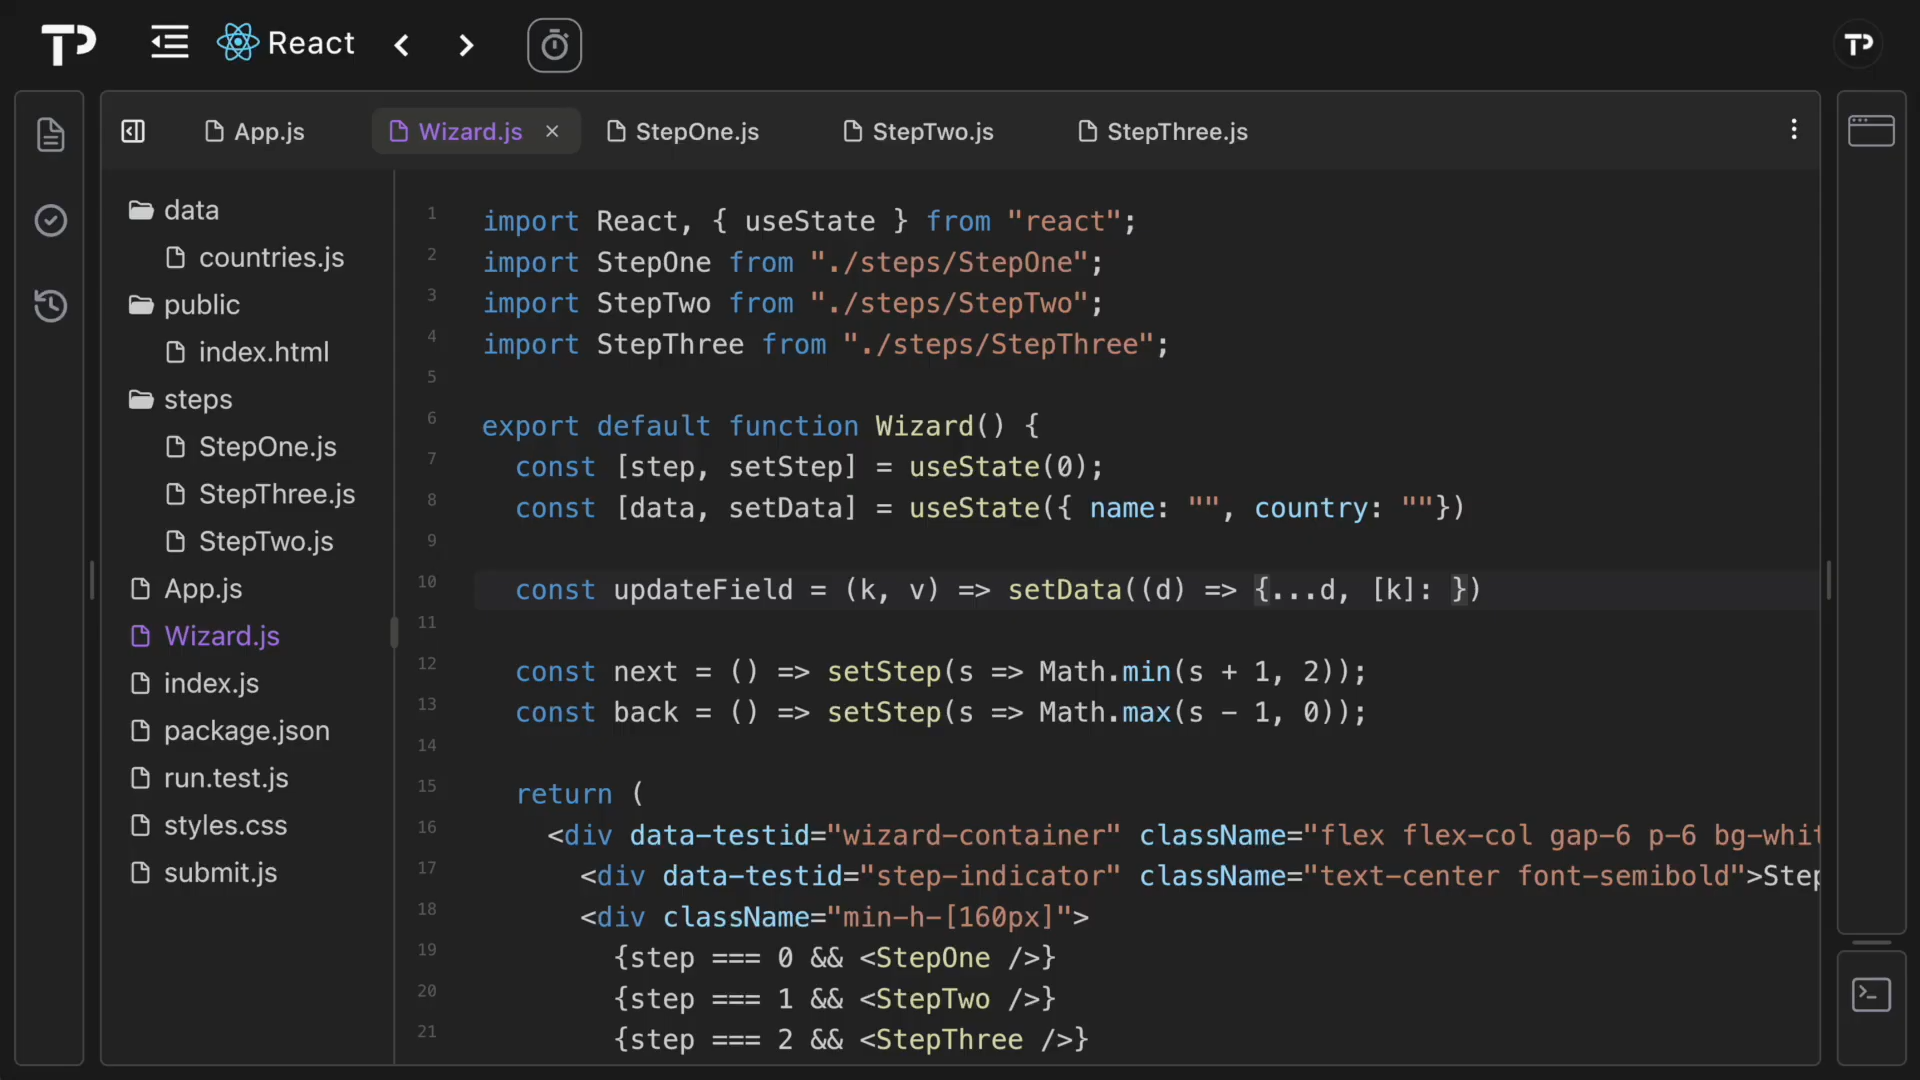 TP React TP
App.js Wizard.js × StepOne.js StepTwo.js StepThree.js
data
countries.js
public
index.html
steps
StepOne.js
StepThree.js
StepTwo.js
App.js
Wizard.js
index.js
package.json
run.test.js
styles.css
submit.js
1 import React, { useState } from "react";
2 import StepOne from "./steps/StepOne";
3 import StepTwo from "./steps/StepTwo";
4 import StepThree from "./steps/StepThree";
5
6 export default function Wizard() {
7 const [step, setStep] = useState(0);
8 const [data, setData] = useState({ name: "", country: ""})
9
10 const updateField = (k, v) => setData((d) => {...d, [k]: })
11
12 const next = () => setStep(s => Math.min(s + 1, 2));
13 const back = () => setStep(s => Math.max(s - 1, 0));
14
15 return (
16 <div data-testid="wizard-container" className="flex flex-col gap-6 p-6 bg-whit
17 <div data-testid="step-indicator" className="text-center font-semibold">Step
18 <div className="min-h-[160px]">
19 {step === 0 && <StepOne />}
20 {step === 1 && <StepTwo />}
21 {step === 2 && <StepThree />}